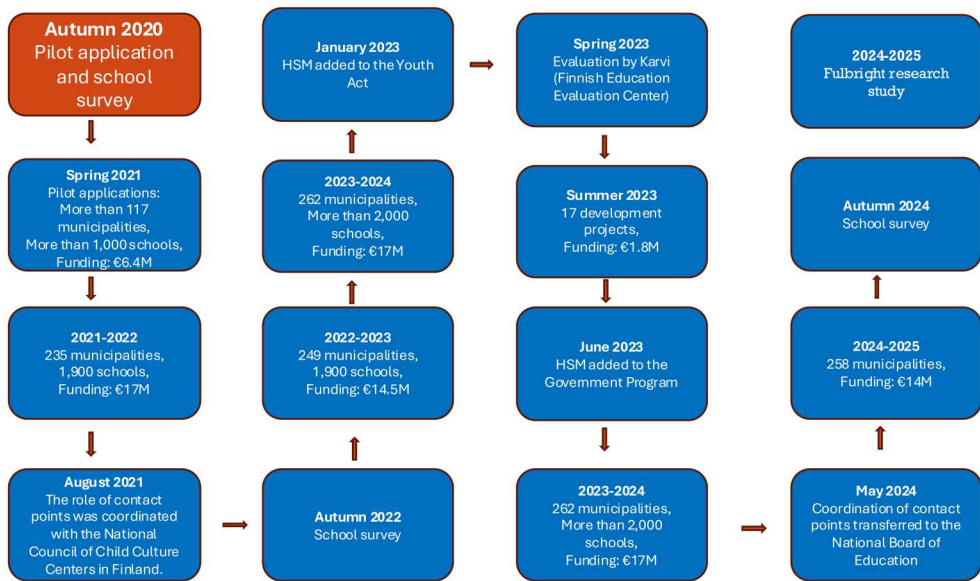 Autumn 2020
Pilot application
and school
survey
Spring 2021
Pilot applications:
More than 117
municipalities,
More than 1,000 schools,
Funding: €6.4M
2021-2022
235 municipalities,
1,900 schools,
Funding: €17M
August 2021
The role of contact
points was coordinated
with the National
Council of Child Culture
Centers in Finland.
Autumn 2022
School survey
2022-2023
249 municipalities,
1,900 schools,
Funding: €14.5M
2023-2024
262 municipalities,
More than 2,000
schools,
Funding: €17M
January 2023
HSM added to the Youth
Act
Spring 2023
Evaluation by Karvi
(Finnish Education
Evaluation Center)
Summer 2023
17 development
projects,
Funding: €1.8M
June 2023
HSM added to the
Government Program
2023-2024
262 municipalities,
More than 2,000
schools,
Funding: €17M
May 2024
Coordination of contact
points transferred to the
National Board of
Education
2024-2025
258 municipalities,
Funding: €14M
Autumn 2024
School survey
2024-2025
Fulbright research
study